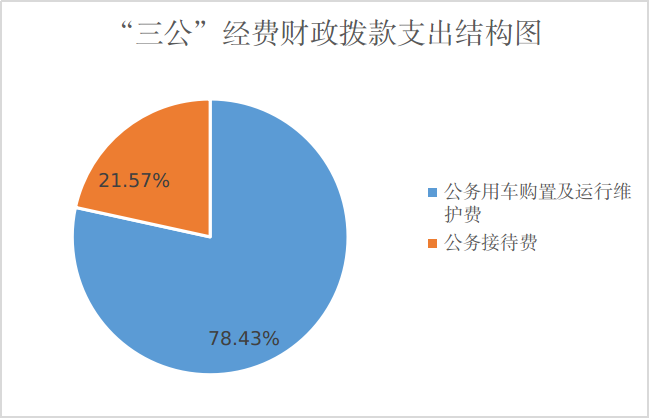 “三公”经费财政拨款支出结构图
21.57%
78.43%
公务用车购置及运行维
护费
公务接待费